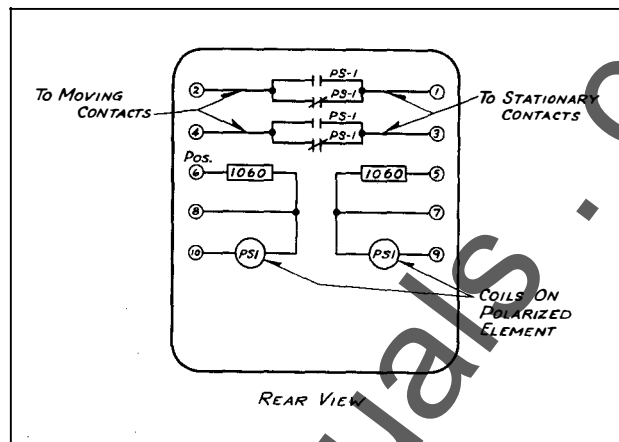 PS-1
② ①
PS-1
TO MOVING CONTACTS
TO STATIONARY CONTACTS
PS-1
④ ③
PS-1
POS.
⑥ 1060 1060 ⑤
⑧ ⑦
⑩ PS1 PS1 ⑨
COILS ON
POLARIZED
ELEMENT
REAR VIEW
uals.